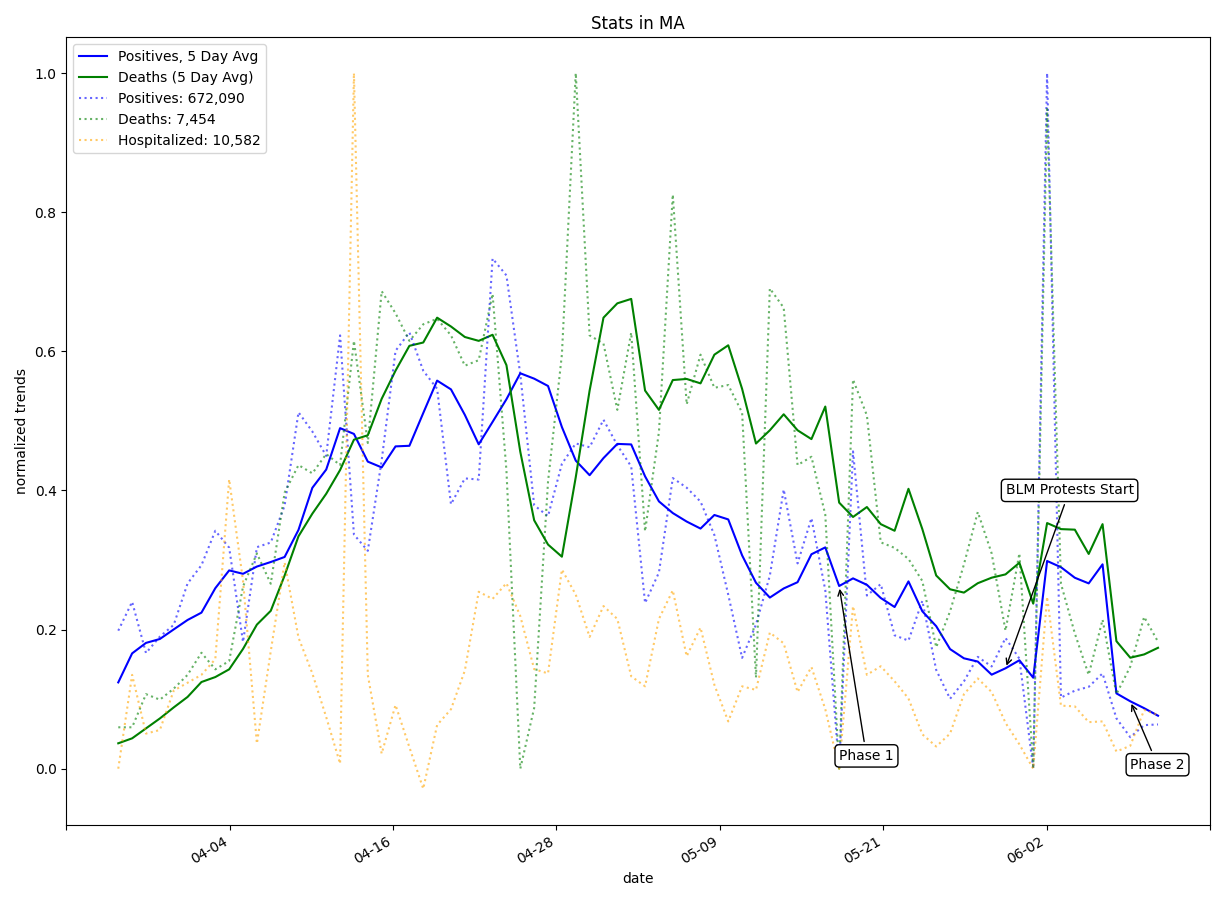 Stats in MA
Positives, 5 Day Avg
Deaths (5 Day Avg)
Positives: 672,090
Deaths: 7,454
Hospitalized: 10,582
normalized trends
1.0
0.8
0.6
0.4
0.2
0.0
BLM Protests Start
Phase 1
Phase 2
04-04
04-16
04-28
05-09
05-21
06-02
date